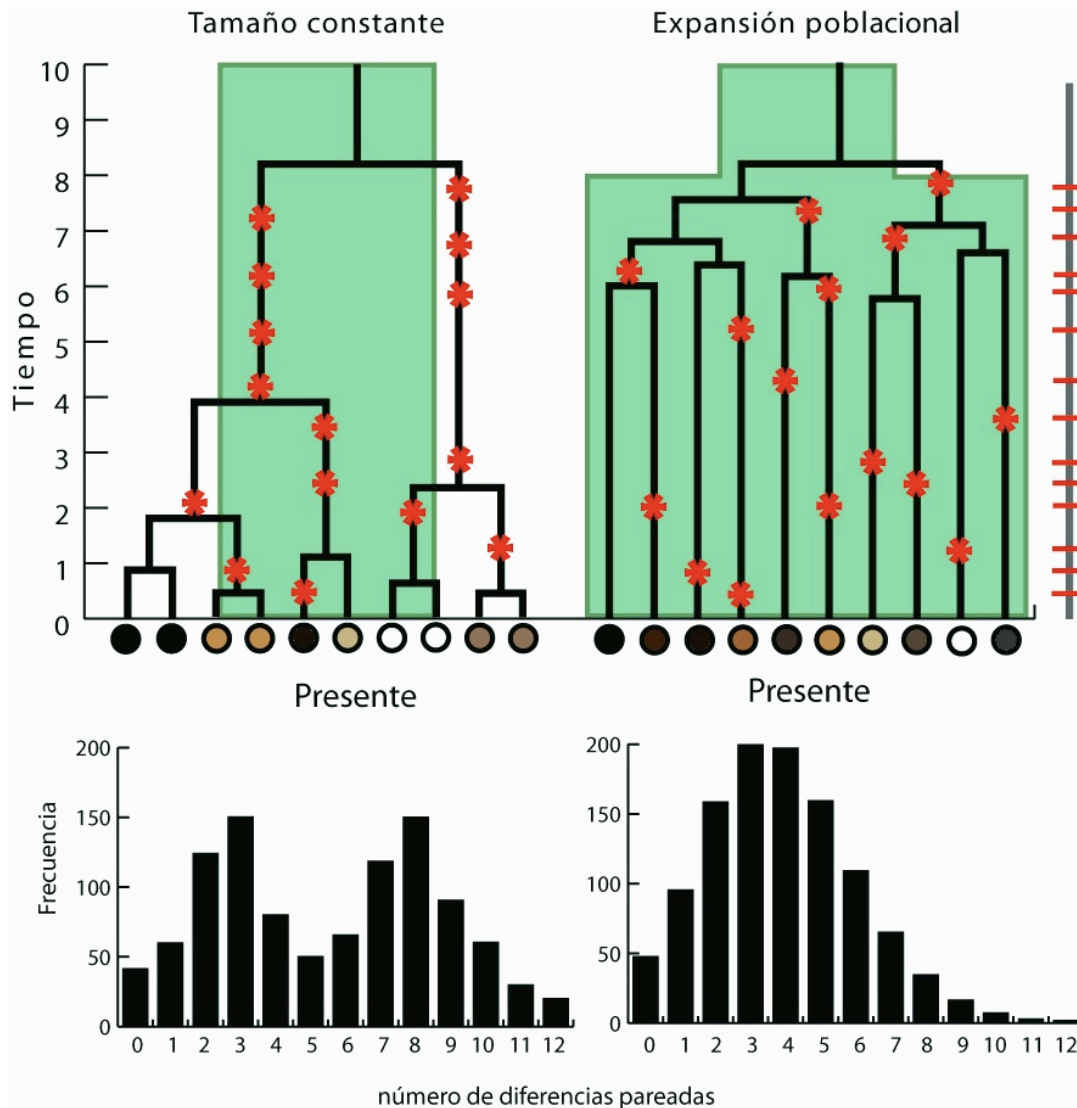 Tamaño constante
Expansión poblacional
Tiempo
10
9
8
7
6
5
4
3
2
1
0
Presente
Presente
Frecuencia
200
150
100
50
0
0 1 2 3 4 5 6 7 8 9 10 11 12
200
150
100
50
0
0 1 2 3 4 5 6 7 8 9 10 11 12
número de diferencias pareadas